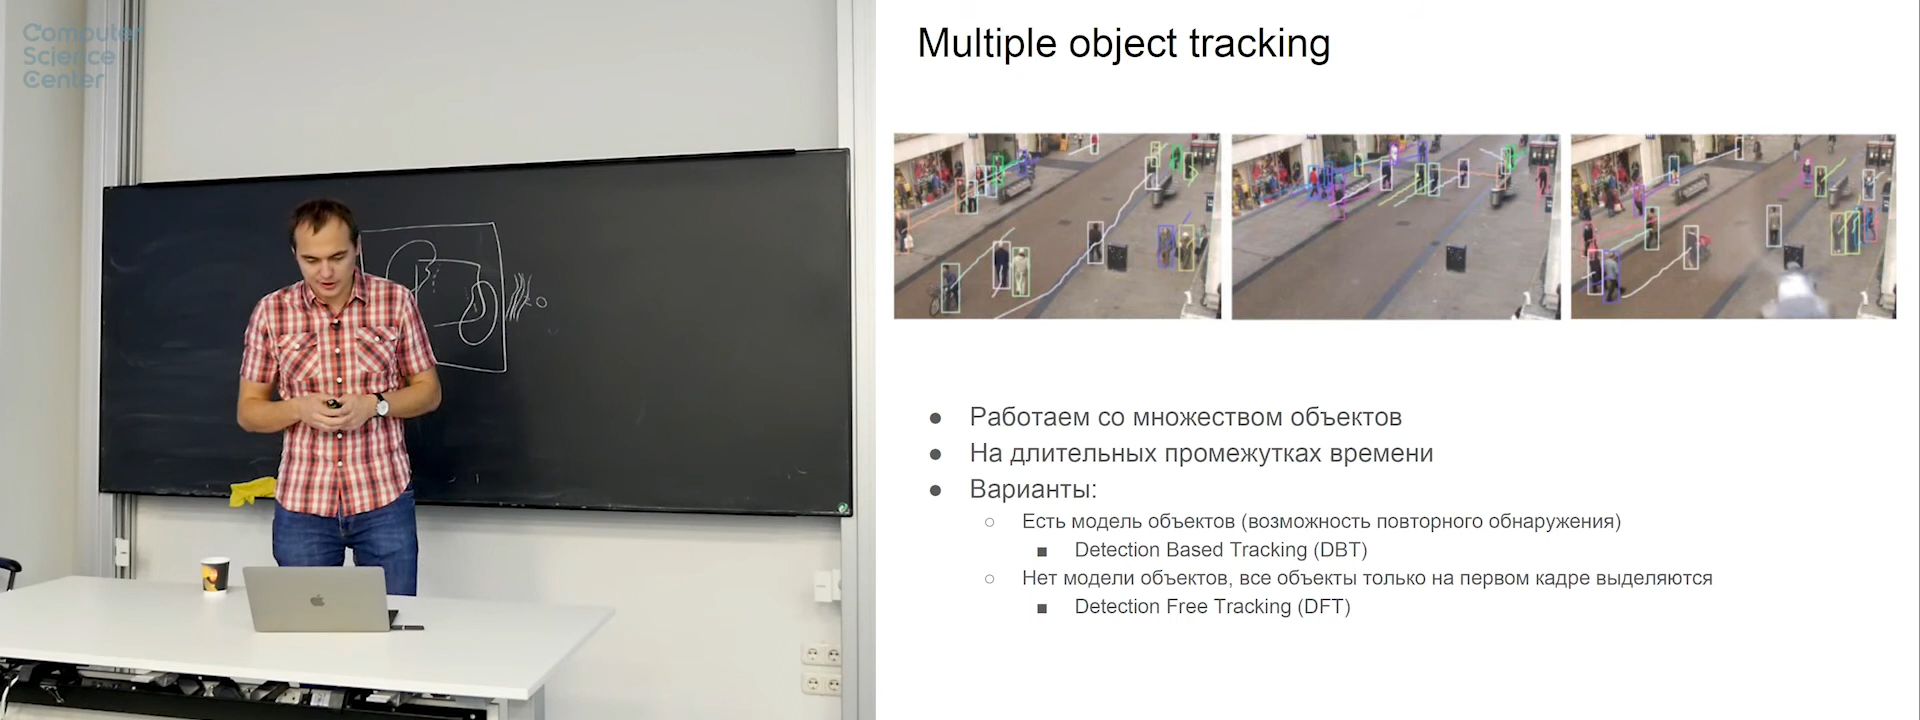 Computer
Science
Center
Multiple object tracking
Работаем со множеством объектов
На длительных промежутках времени
Варианты:
Есть модель объектов (возможность повторного обнаружения)
Detection Based Tracking (DBT)
Нет модели объектов, все объекты только на первом кадре выделяются
Detection Free Tracking (DFT)